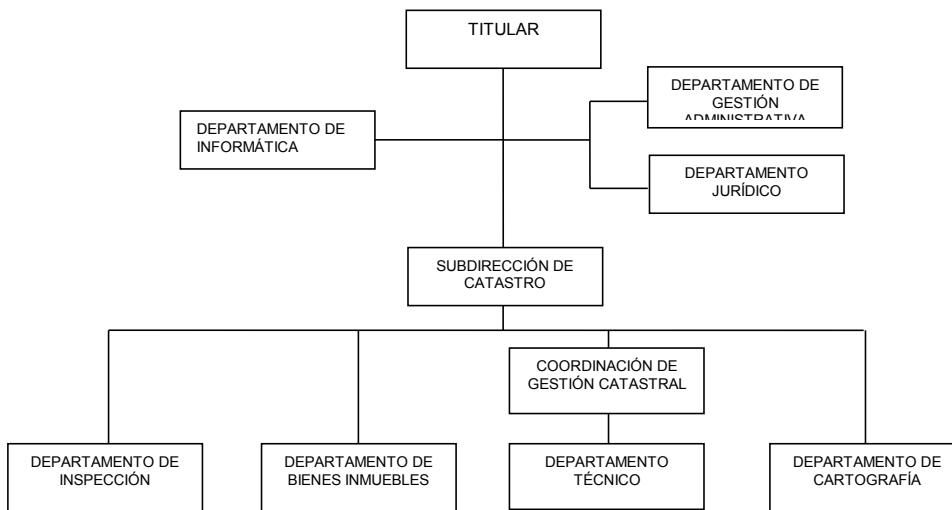 TITULAR
DEPARTAMENTO DE
GESTIÓN
ADMINISTRATIVA
DEPARTAMENTO DE
INFORMÁTICA
DEPARTAMENTO
JURÍDICO
SUBDIRECCIÓN DE
CATASTRO
COORDINACIÓN DE
GESTIÓN CATASTRAL
DEPARTAMENTO DE
INSPECCIÓN
DEPARTAMENTO DE
BIENES INMUEBLES
DEPARTAMENTO
TÉCNICO
DEPARTAMENTO DE
CARTOGRAFÍA